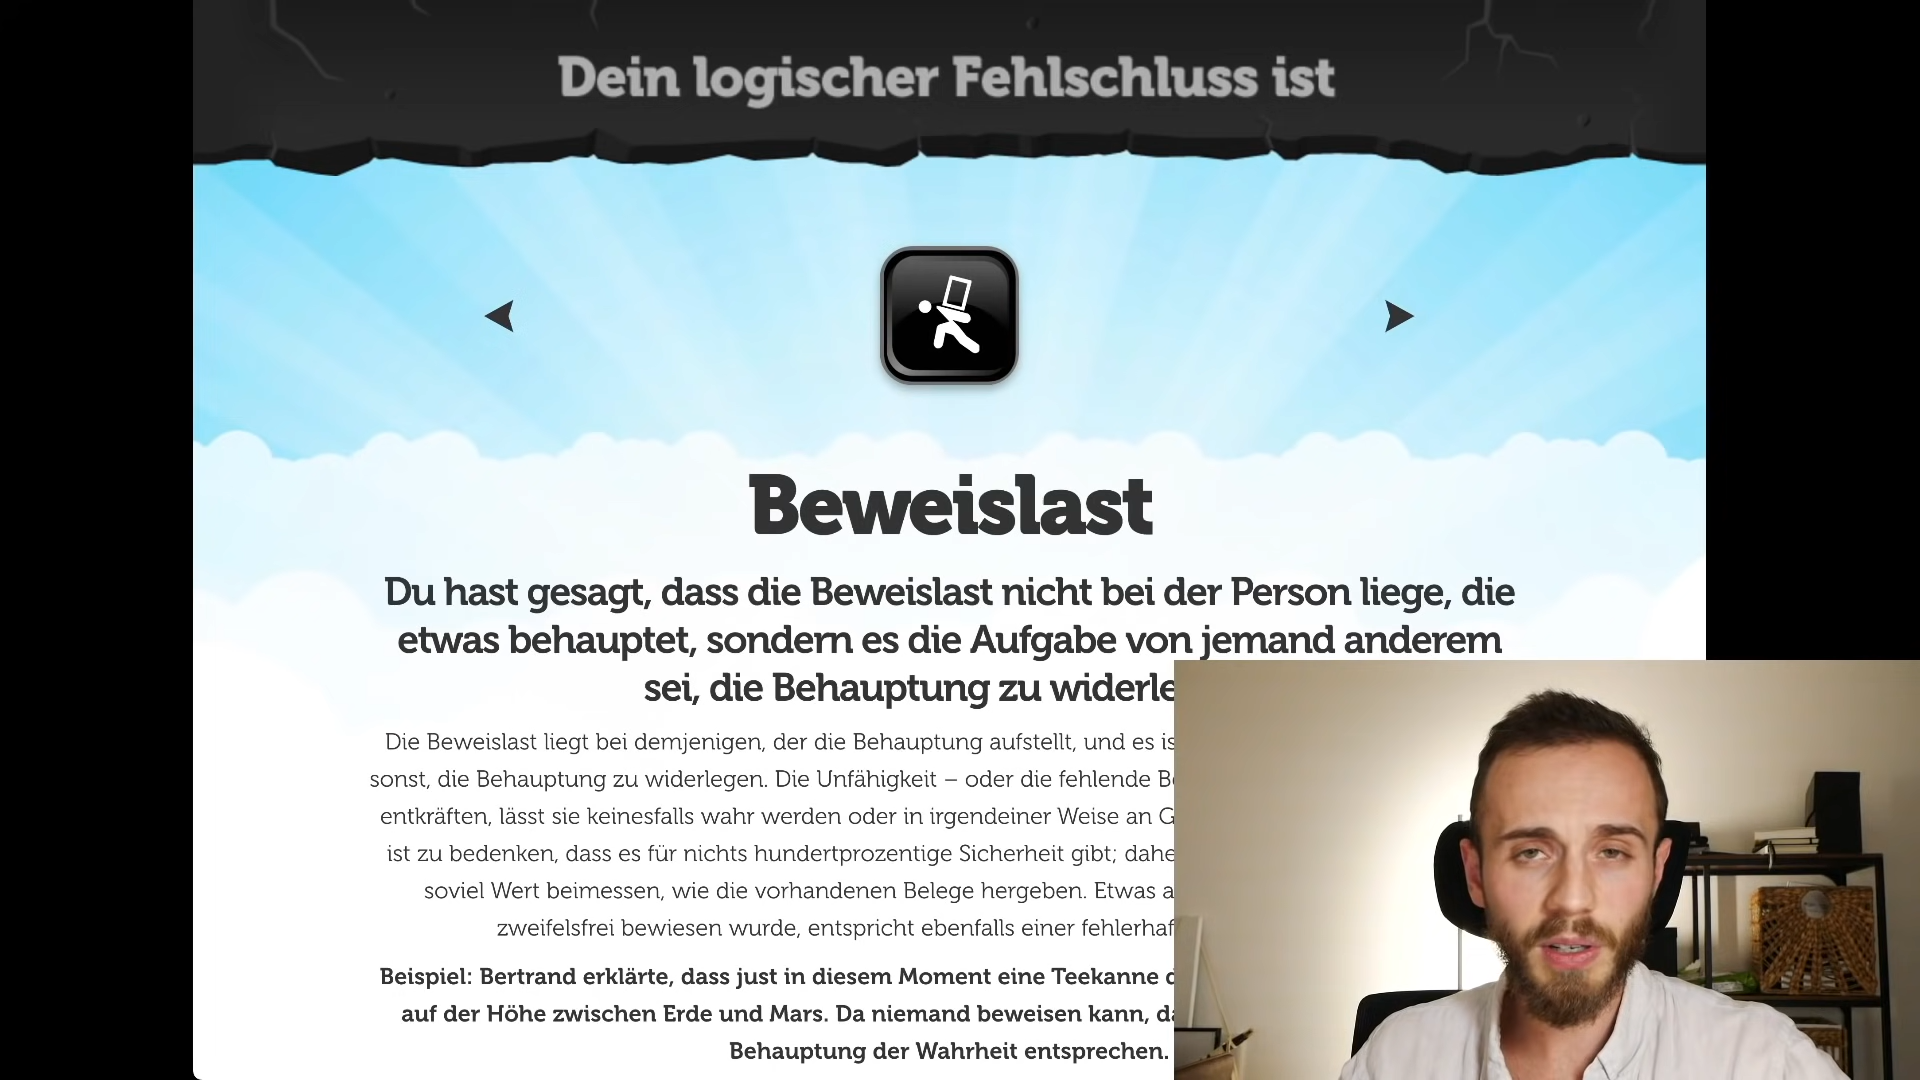 Dein logischer Fehlschluss ist
Beweislast
Du hast gesagt, dass die Beweislast nicht bei der Person liege, die
etwas behauptet, sondern es die Aufgabe von jemand anderem
sei, die Behauptung zu
Die Beweislast liegt bei demjenigen, der die Behauptung aufstellt, und es
sonst, die Behauptung zu widerlegen. Die Unfähigkeit – oder die fehlende
entkräften, lässt sie keinesfalls wahr werden oder in irgendeiner Weise an
ist zu bedenken, dass es für nichts hundertprozentige Sicherheit gibt;
soviel Wert beimessen, wie die vorhandenen Belege hergeben. Etwas
zweifelsfrei bewiesen wurde, entspricht ebenfalls einer
Beispiel: Bertrand erklärte, dass just in diesem Moment eine Teekanne
auf der Höhe zwischen Erde und Mars. Da niemand beweisen kann,
Behauptung der Wahrheit entsprechen.